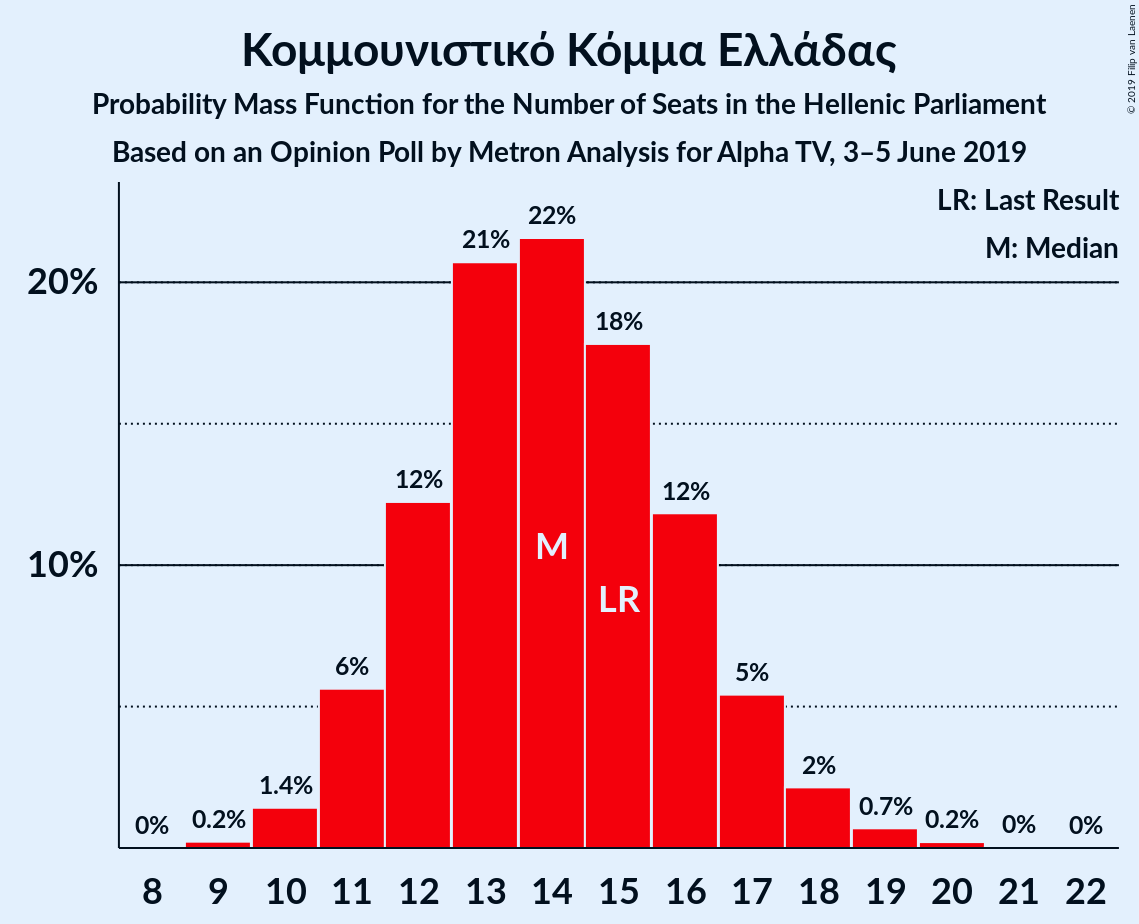 Κομμουνιστικό Κόμμα Ελλάδας
Probability Mass Function for the Number of Seats in the Hellenic Parliament
Based on an Opinion Poll by Metron Analysis for Alpha TV, 3–5 June 2019
© 2019 Filip van Laenen
LR: Last Result
M: Median
20%
10%
0%
0.2%
1.4%
6%
12%
21%
22%
18%
12%
5%
2%
0.7%
0.2%
0%
0%
M
LR
8 9 10 11 12 13 14 15 16 17 18 19 20 21 22